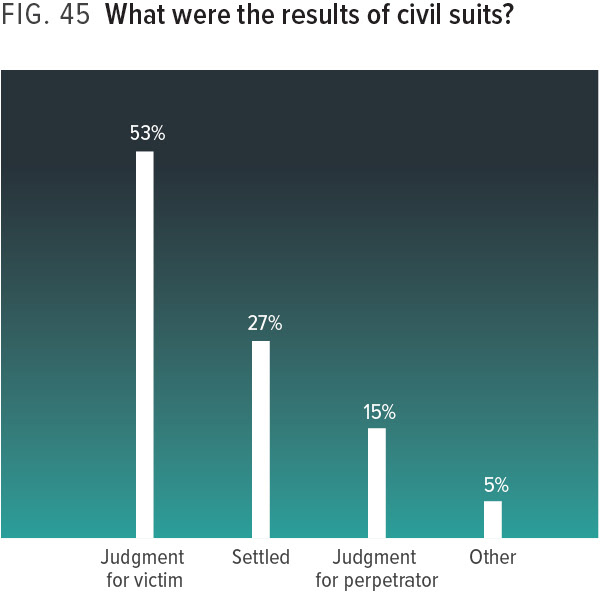 FIG. 45 What were the results of civil suits?
53%
27%
15%
5%
Judgment
for victim
Settled
Judgment
for perpetrator
Other